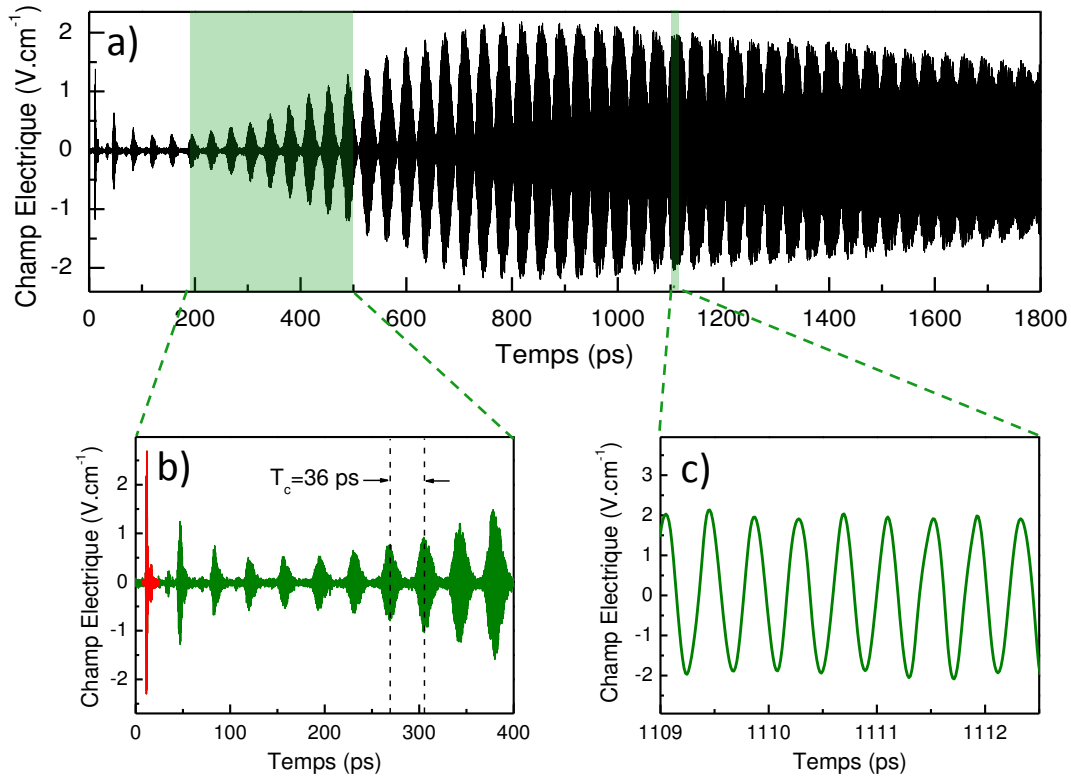 a)
Champ Electrique (V.cm-1)
2
1
0
-1
-2
0 200 400 600 800 1000 1200 1400 1600 1800
Temps (ps)
b)
Tc=36 ps
Champ Electrique (V.cm-1)
2
1
0
-1
-2
0 100 200 300 400
Temps (ps)
c)
Champ Electrique (V.cm-1)
3
2
1
0
-1
-2
1109 1110 1111 1112
Temps (ps)